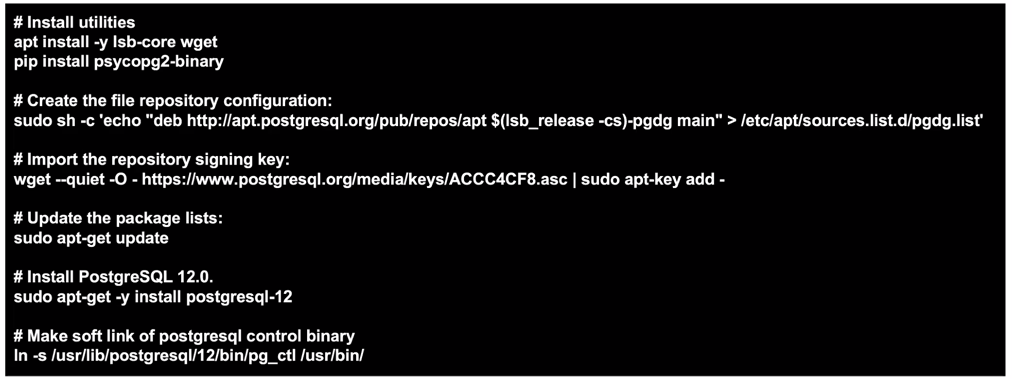 # Install utilities
apt install -y lsb-core wget
pip install psycopg2-binary
# Create the file repository configuration:
sudo sh -c 'echo "deb http://apt.postgresql.org/pub/repos/apt $(lsb_release -cs)-pgdg main" > /etc/apt/sources.list.d/pgdg.list'
# Import the repository signing key:
wget --quiet -O - https://www.postgresql.org/media/keys/ACCC4CF8.asc | sudo apt-key add -
# Update the package lists:
sudo apt-get update
# Install PostgreSQL 12.0.
sudo apt-get -y install postgresql-12
# Make soft link of postgresql control binary
ln -s /usr/lib/postgresql/12/bin/pg_ctl /usr/bin/